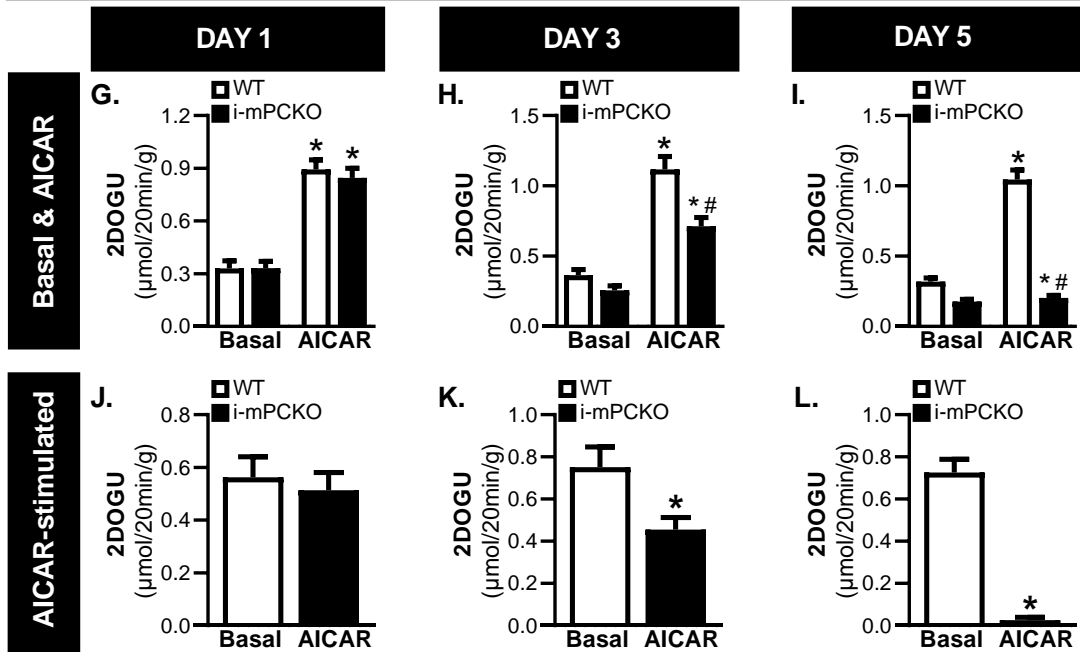 DAY 1
DAY 3
DAY 5
Basal & AICAR
G.
WT
i-mPCKO
2DOGU
(µmol/20min/g)
1.2
0.9
0.6
0.3
0.0
* *
Basal AICAR
H.
WT
i-mPCKO
2DOGU
(µmol/20min/g)
1.5
1.0
0.5
0.0
*
* #
Basal AICAR
I.
WT
i-mPCKO
2DOGU
(µmol/20min/g)
1.5
1.0
0.5
0.0
*
* #
Basal AICAR
AICAR-stimulated
J.
WT
i-mPCKO
2DOGU
(µmol/20min/g)
0.8
0.6
0.4
0.2
0.0
Basal AICAR
K.
WT
i-mPCKO
2DOGU
(µmol/20min/g)
1.0
0.8
0.6
0.4
0.2
0.0
*
Basal AICAR
L.
WT
i-mPCKO
2DOGU
(µmol/20min/g)
1.0
0.8
0.6
0.4
0.2
0.0
*
Basal AICAR